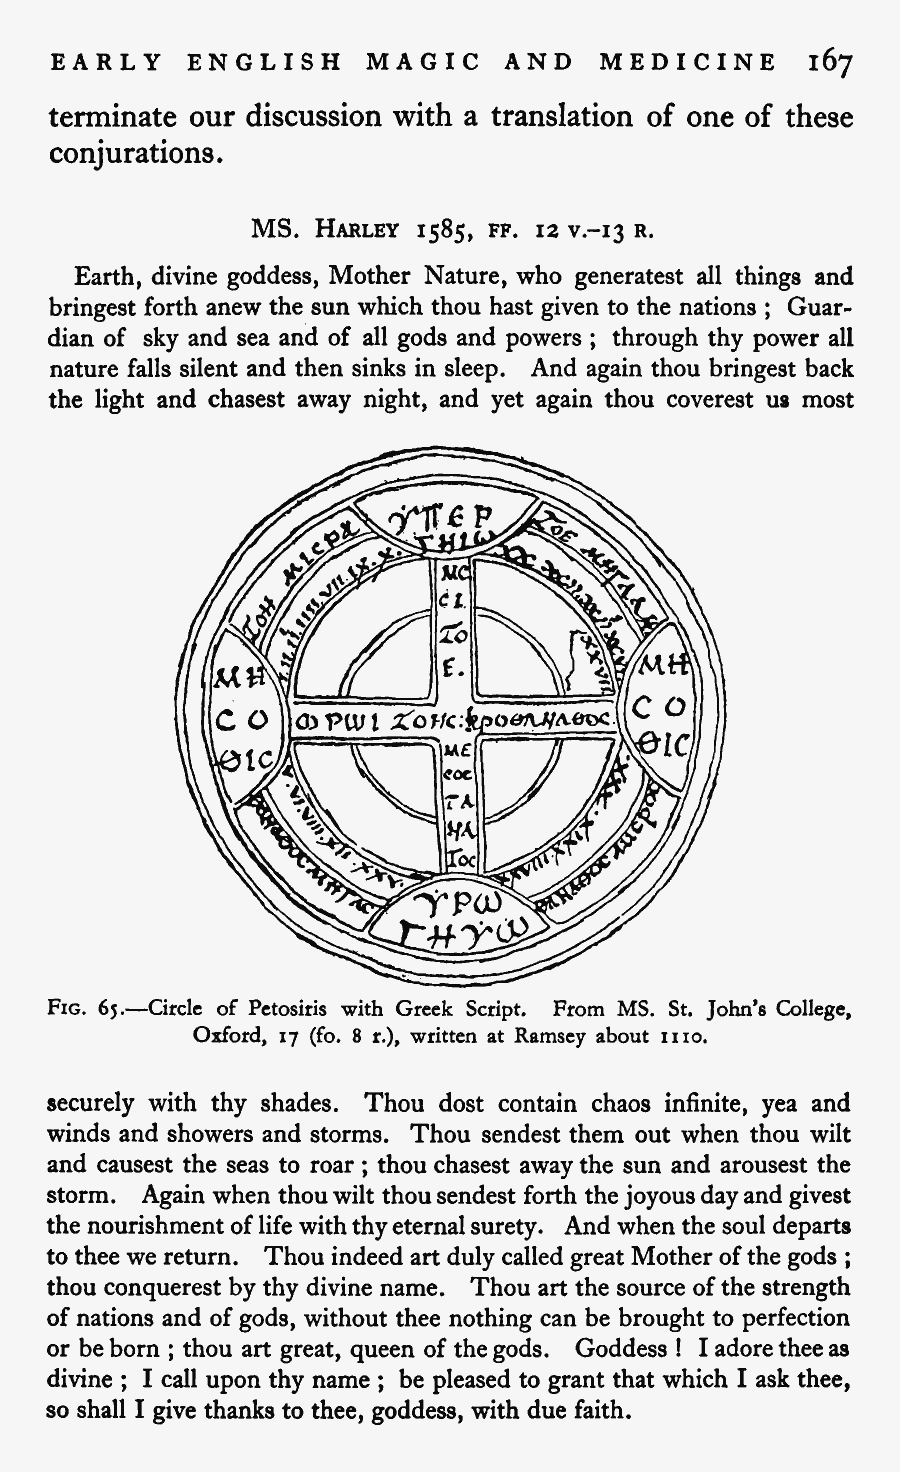 EARLY ENGLISH MAGIC AND MEDICINE 167
terminate our discussion with a translation of one of these
conjurations.
MS. HARLEY 1585, FF. 12 V.–13 R.
Earth, divine goddess, Mother Nature, who generatest all things and
bringest forth anew the sun which thou hast given to the nations ; Guar-
dian of sky and sea and of all gods and powers ; through thy power all
nature falls silent and then sinks in sleep. And again thou bringest back
the light and chasest away night, and yet again thou coverest us most
ΥΠΕΡ
ΓΗΙΩ
ΜC
CΙ.
ΖΟ
Ε.
ΜΗ
CΟ
ΘΙC
ΜΗ
CΟ
ΘΙC
ΜΕ
ΤΑ
ΗΛ
ΥΡΩ
ΓΗΥΩ
FIG. 65.—Circle of Petosiris with Greek Script. From MS. St. John's College,
Oxford, 17 (fo. 8 r.), written at Ramsey about 1110.
securely with thy shades. Thou dost contain chaos infinite, yea and
winds and showers and storms. Thou sendest them out when thou wilt
and causest the seas to roar ; thou chasest away the sun and arousest the
storm. Again when thou wilt thou sendest forth the joyous day and givest
the nourishment of life with thy eternal surety. And when the soul departs
to thee we return. Thou indeed art duly called great Mother of the gods ;
thou conquerest by thy divine name. Thou art the source of the strength
of nations and of gods, without thee nothing can be brought to perfection
or be born ; thou art great, queen of the gods. Goddess ! I adore thee as
divine ; I call upon thy name ; be pleased to grant that which I ask thee,
so shall I give thanks to thee, goddess, with due faith.